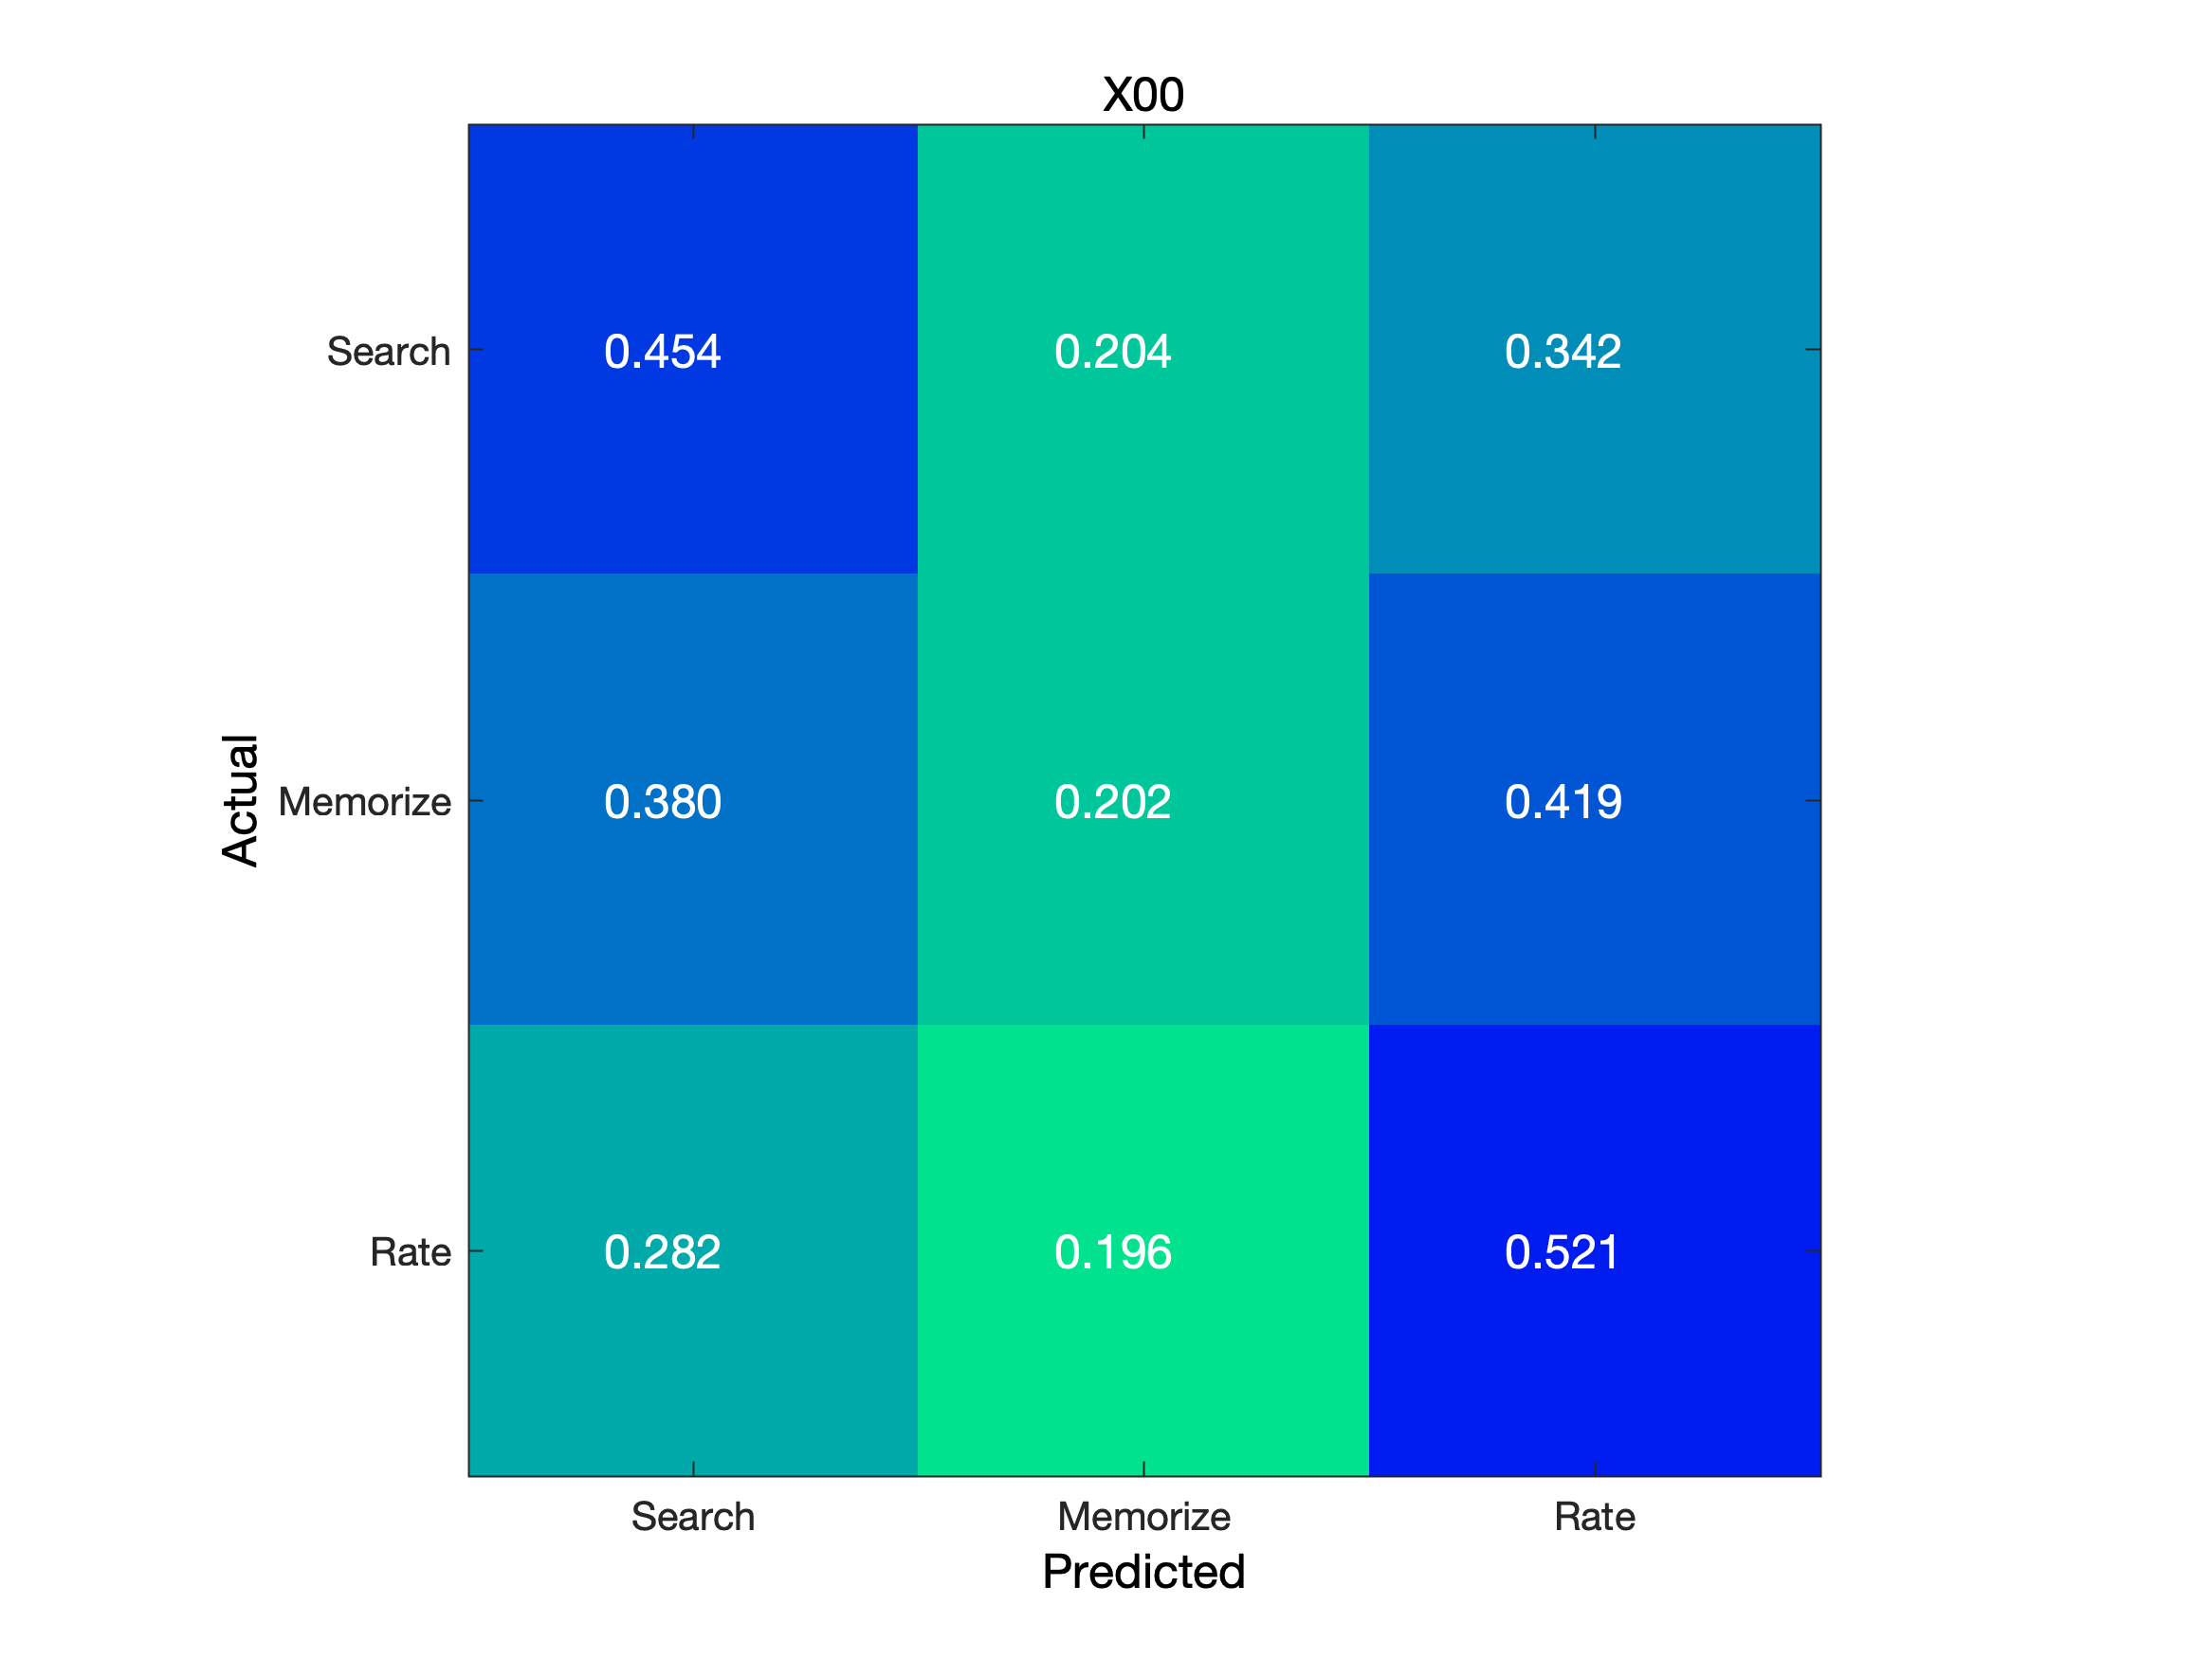 X00
Search 0.454 0.204 0.342
Actual
Memorize 0.380 0.202 0.419
Rate 0.282 0.196 0.521
Search Memorize Rate
Predicted